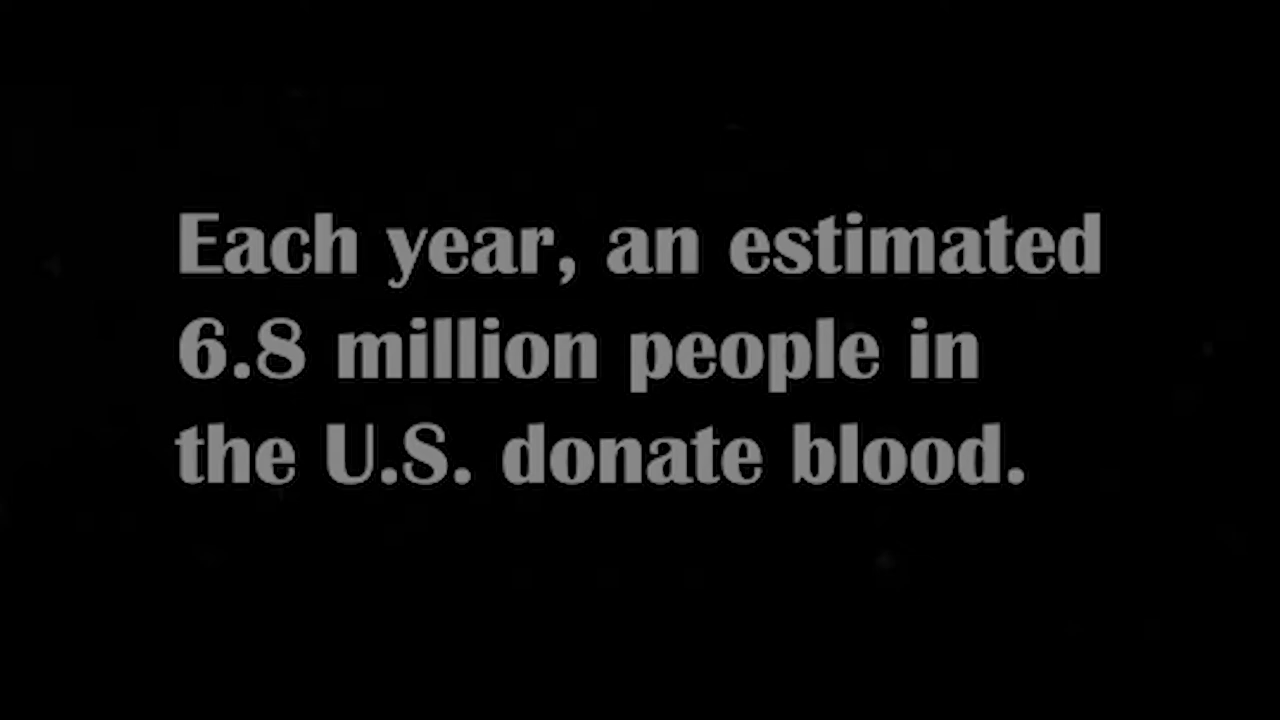 Each year, an estimated
6.8 million people in
the U.S. donate blood.